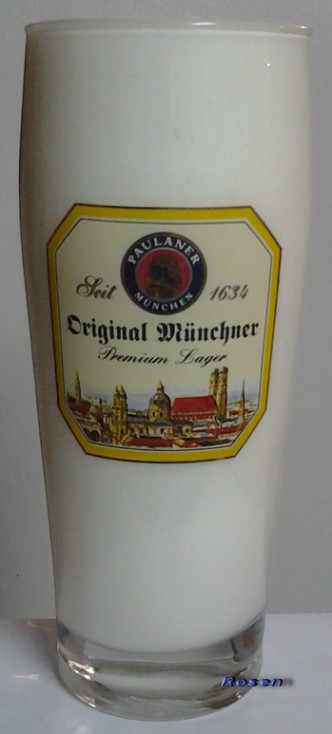 PAULANER
MÜNCHEN
Seit 1634
Original Münchner
Premium Lager
Rosen